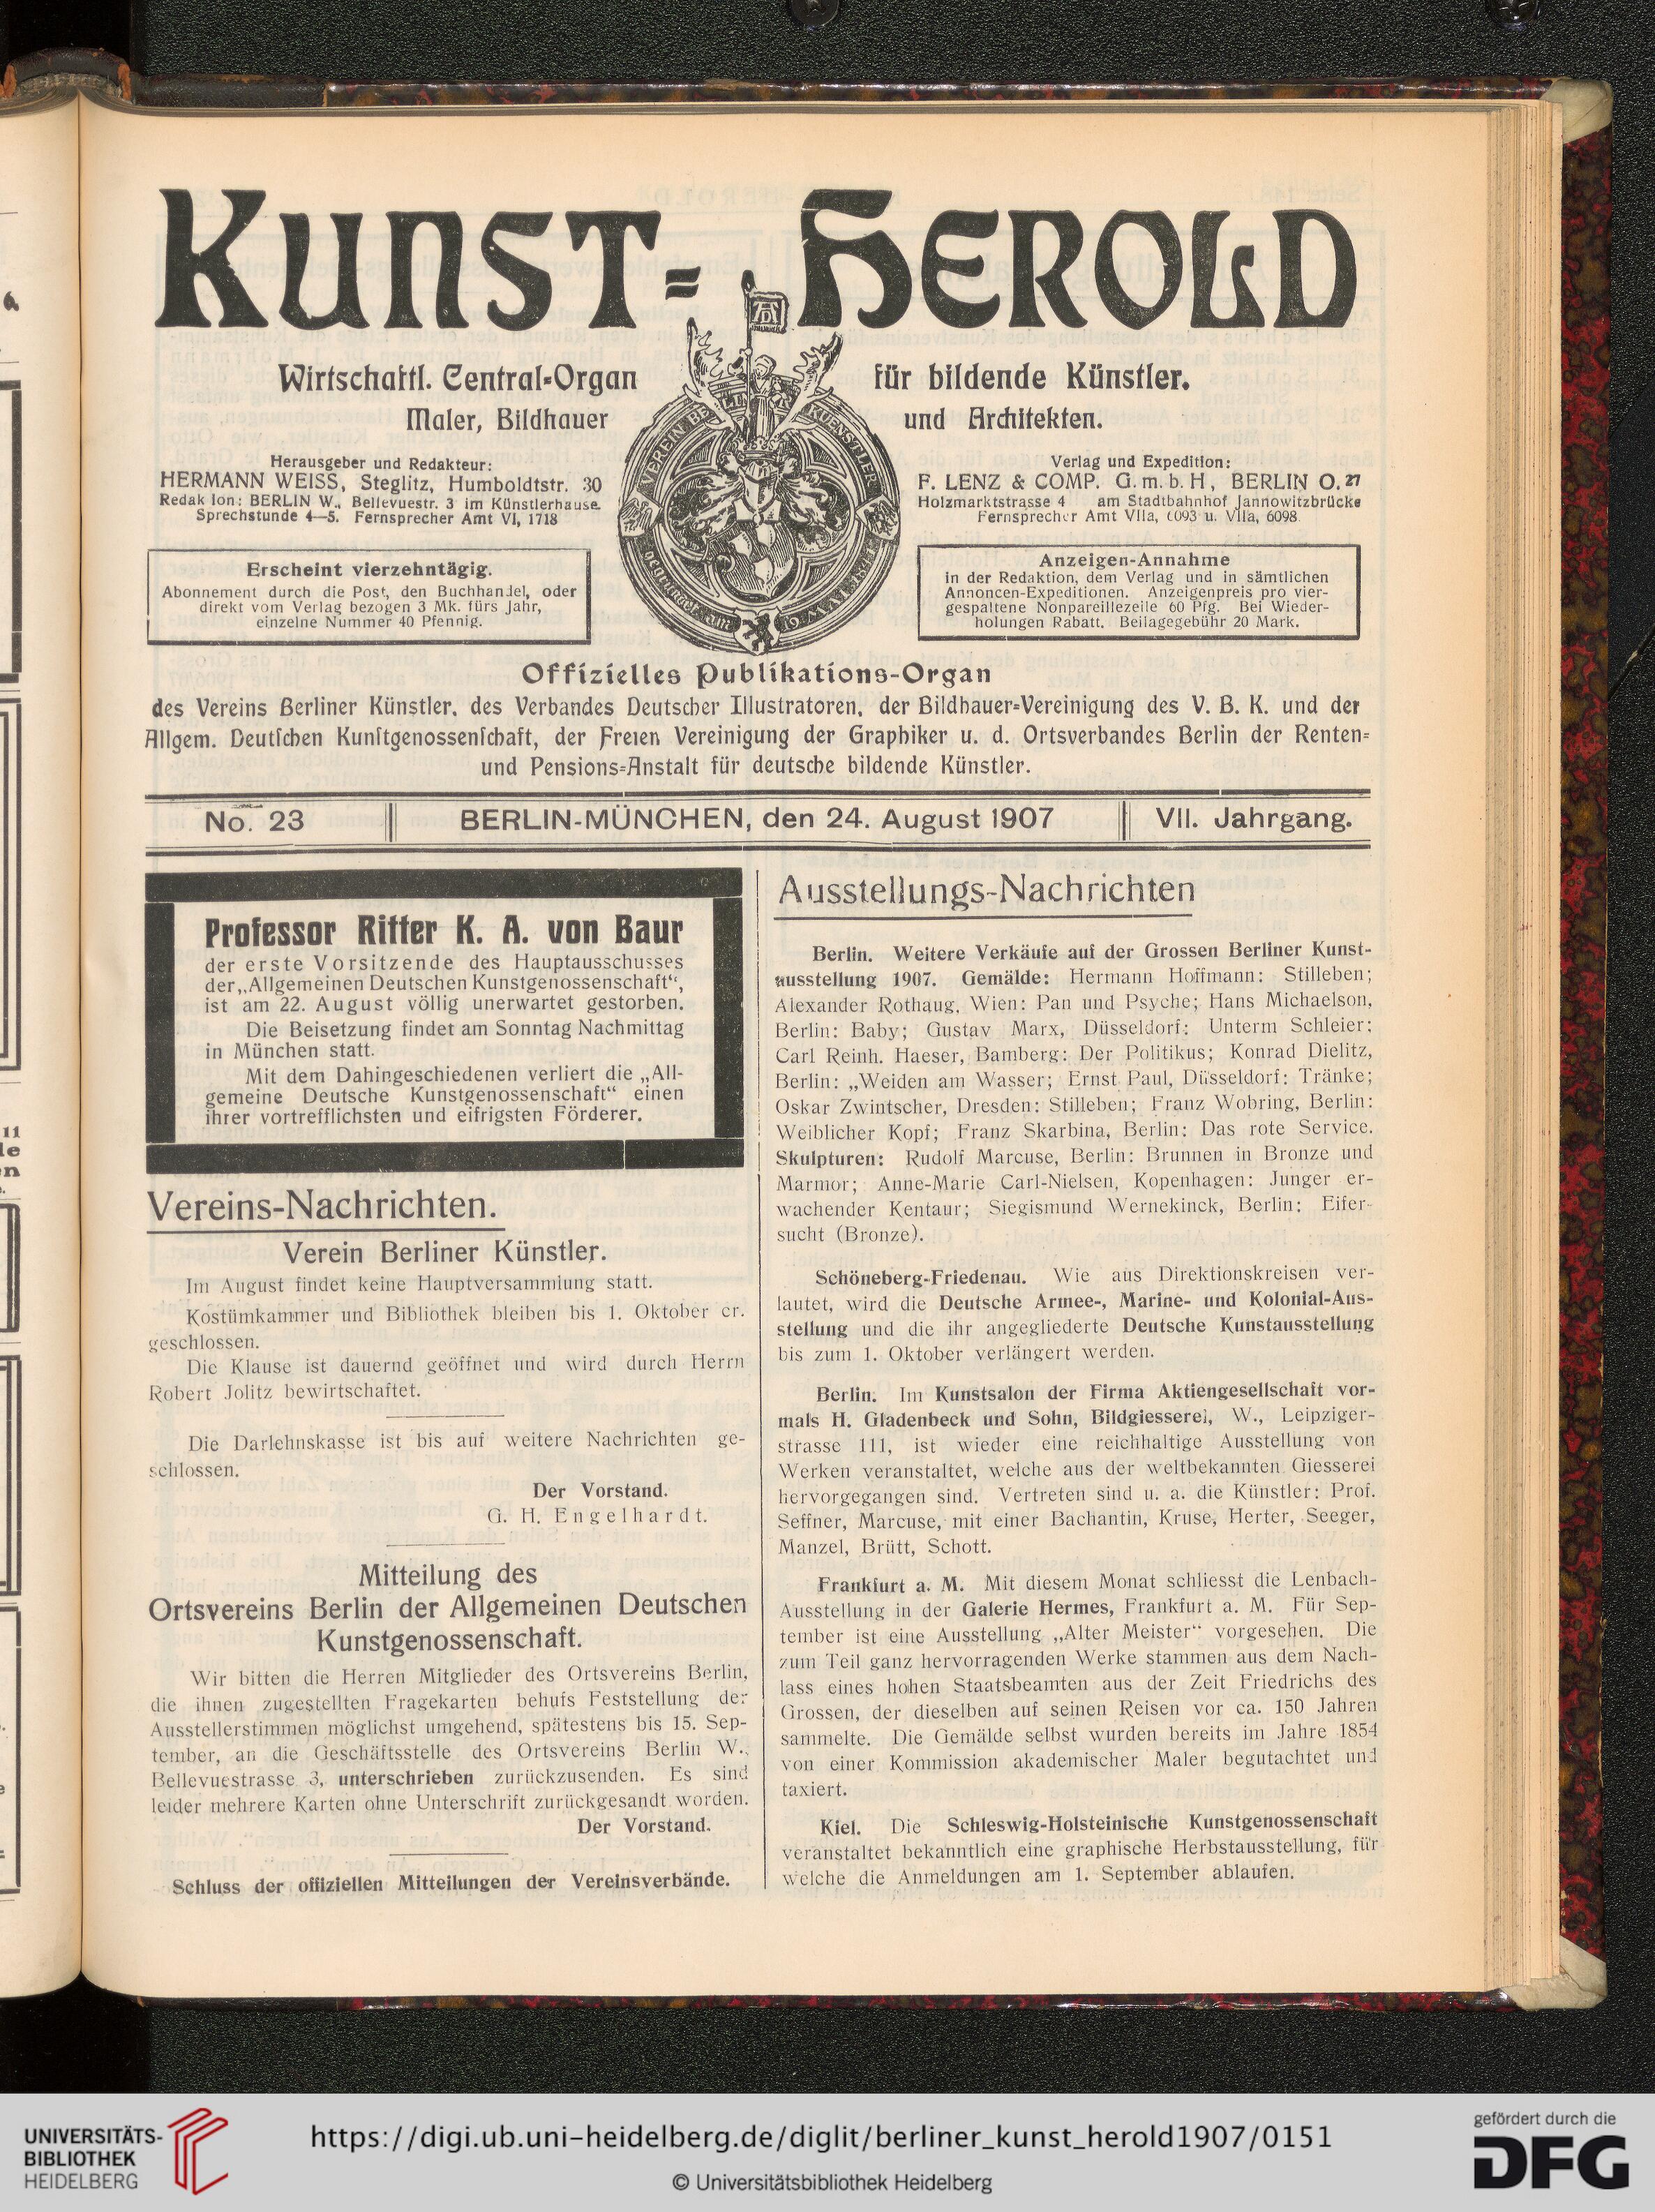 KUNST-HEROLD
Wirtschaftl. Central-Organ für bildende Künstler.
Maler, Bildhauer und Architekten.
Herausgeber und Redakteur:
HERMANN WEISS, Steglitz, Humboldtstr. 30
Redak ion: BERLIN W., Bellevuestr. 3 im Künstlerhause.
Sprechstunde 4—5. Fernsprecher Amt VI, 1718
Verlag und Expedition:
F. LENZ & COMP. G. m. b. H, BERLIN O. 27
Holzmarktstrasse 4 am Stadtbahnhof Jannowitzbrücke
Fernsprecher Amt VIIa, 6093 u. VIIa, 6098
VEREIN BERLINER KUENSTLER
gegründet am 19. MAI. 1841.
Erscheint vierzehntägig.
Abonnement durch die Post, den Buchhandel, oder
direkt vom Verlag bezogen 3 Mk. fürs Jahr,
einzelne Nummer 40 Pfennig.
Anzeigen-Annahme
in der Redaktion, dem Verlag und in sämtlichen
Annoncen-Expeditionen. Anzeigenpreis pro vier-
gespaltene Nonpareillezeile 60 Pfg. Bei Wieder-
holungen Rabatt. Beilagegebühr 20 Mark.
Offizielles Publikations-Organ
des Vereins Berliner Künstler, des Verbandes Deutscher Illustratoren, der Bildhauer-Vereinigung des V. B. K. und der
Allgem. Deutschen Kunstgenossenschaft, der Freien Vereinigung der Graphiker u. d. Ortsverbandes Berlin der Renten-
und Pensions-Anstalt für deutsche bildende Künstler.
No. 23 BERLIN-MÜNCHEN, den 24. August 1907 VII. Jahrgang.
Professor Ritter K. A. von Baur
der erste Vorsitzende des Hauptausschusses
der „Allgemeinen Deutschen Kunstgenossenschaft“,
ist am 22. August völlig unerwartet gestorben.
Die Beisetzung findet am Sonntag Nachmittag
in München statt.
Mit dem Dahingeschiedenen verliert die „All-
gemeine Deutsche Kunstgenossenschaft“ einen
ihrer vortrefflichsten und eifrigsten Förderer.
Vereins-Nachrichten.
Verein Berliner Künstler.
Im August findet keine Hauptversammlung statt.
Kostümkammer und Bibliothek bleiben bis 1. Oktober cr.
geschlossen.
Die Klause ist dauernd geöffnet und wird durch Herrn
Robert Jolitz bewirtschaftet.
Die Darlehnskasse ist bis auf weitere Nachrichten ge-
schlossen.
Der Vorstand.
G. H. Engelhardt.
Mitteilung des
Ortsvereins Berlin der Allgemeinen Deutschen
Kunstgenossenschaft.
Wir bitten die Herren Mitglieder des Ortsvereins Berlin,
die ihnen zugestellten Fragekarten behufs Feststellung der
Ausstellerstimmen möglichst umgehend, spätestens bis 15. Sep-
tember, an die Geschäftsstelle des Ortsvereins Berlin W.,
Bellevuestrasse 3, unterschrieben zurückzusenden. Es sind
leider mehrere Karten ohne Unterschrift zurückgesandt worden.
Der Vorstand.
Schluss der offiziellen Mitteilungen der Vereinsverbände.
Ausstellungs-Nachrichten
Berlin. Weitere Verkäufe auf der Grossen Berliner Kunst-
ausstellung 1907. Gemälde: Hermann Hoffmann: Stilleben;
Alexander Rothaug, Wien: Pan und Psyche; Hans Michaelson,
Berlin: Baby; Gustav Marx, Düsseldorf: Unterm Schleier;
Carl Reinh. Haeser, Bamberg: Der Politikus; Konrad Dielitz,
Berlin: „Weiden am Wasser; Ernst Paul, Düsseldorf: Tränke;
Oskar Zwintscher, Dresden: Stilleben; Franz Wobring, Berlin:
Weiblicher Kopf; Franz Skarbina, Berlin: Das rote Service.
Skulpturen: Rudolf Marcuse, Berlin: Brunnen in Bronze und
Marmor; Anne-Marie Carl-Nielsen, Kopenhagen: Junger er-
wachender Kentaur; Siegismund Wernekinck, Berlin: Eifer-
sucht (Bronze).
Schöneberg-Friedenau. Wie aus Direktionskreisen ver-
lautet, wird die Deutsche Armee-, Marine- und Kolonial-Aus-
stellung und die ihr angegliederte Deutsche Kunstausstellung
bis zum 1. Oktober verlängert werden.
Berlin. Im Kunstsalon der Firma Aktiengesellschaft vor-
mals H. Gladenbeck und Sohn, Bildgiesserei, W., Leipziger-
strasse 111, ist wieder eine reichhaltige Ausstellung von
Werken veranstaltet, welche aus der weltbekannten Giesserei
hervorgegangen sind. Vertreten sind u. a. die Künstler: Prof.
Seffner, Marcuse, mit einer Bachantin, Kruse, Herter, Seeger,
Manzel, Brütt, Schott.
Frankfurt a. M. Mit diesem Monat schliesst die Lenbach-
Ausstellung in der Galerie Hermes, Frankfurt a. M. Für Sep-
tember ist eine Ausstellung „Alter Meister“ vorgesehen. Die
zum Teil ganz hervorragenden Werke stammen aus dem Nach-
lass eines hohen Staatsbeamten aus der Zeit Friedrichs des
Grossen, der dieselben auf seinen Reisen vor ca. 150 Jahren
sammelte. Die Gemälde selbst wurden bereits im Jahre 1854
von einer Kommission akademischer Maler begutachtet und
taxiert.
Kiel. Die Schleswig-Holsteinische Kunstgenossenschaft
veranstaltet bekanntlich eine graphische Herbstausstellung, für
welche die Anmeldungen am 1. September ablaufen.
UNIVERSITÄTS-
BIBLIOTHEK
HEIDELBERG
https://digi.ub.uni-heidelberg.de/diglit/berliner_kunst_herold1907/0151
© Universitätsbibliothek Heidelberg
gefördert durch die
DFG